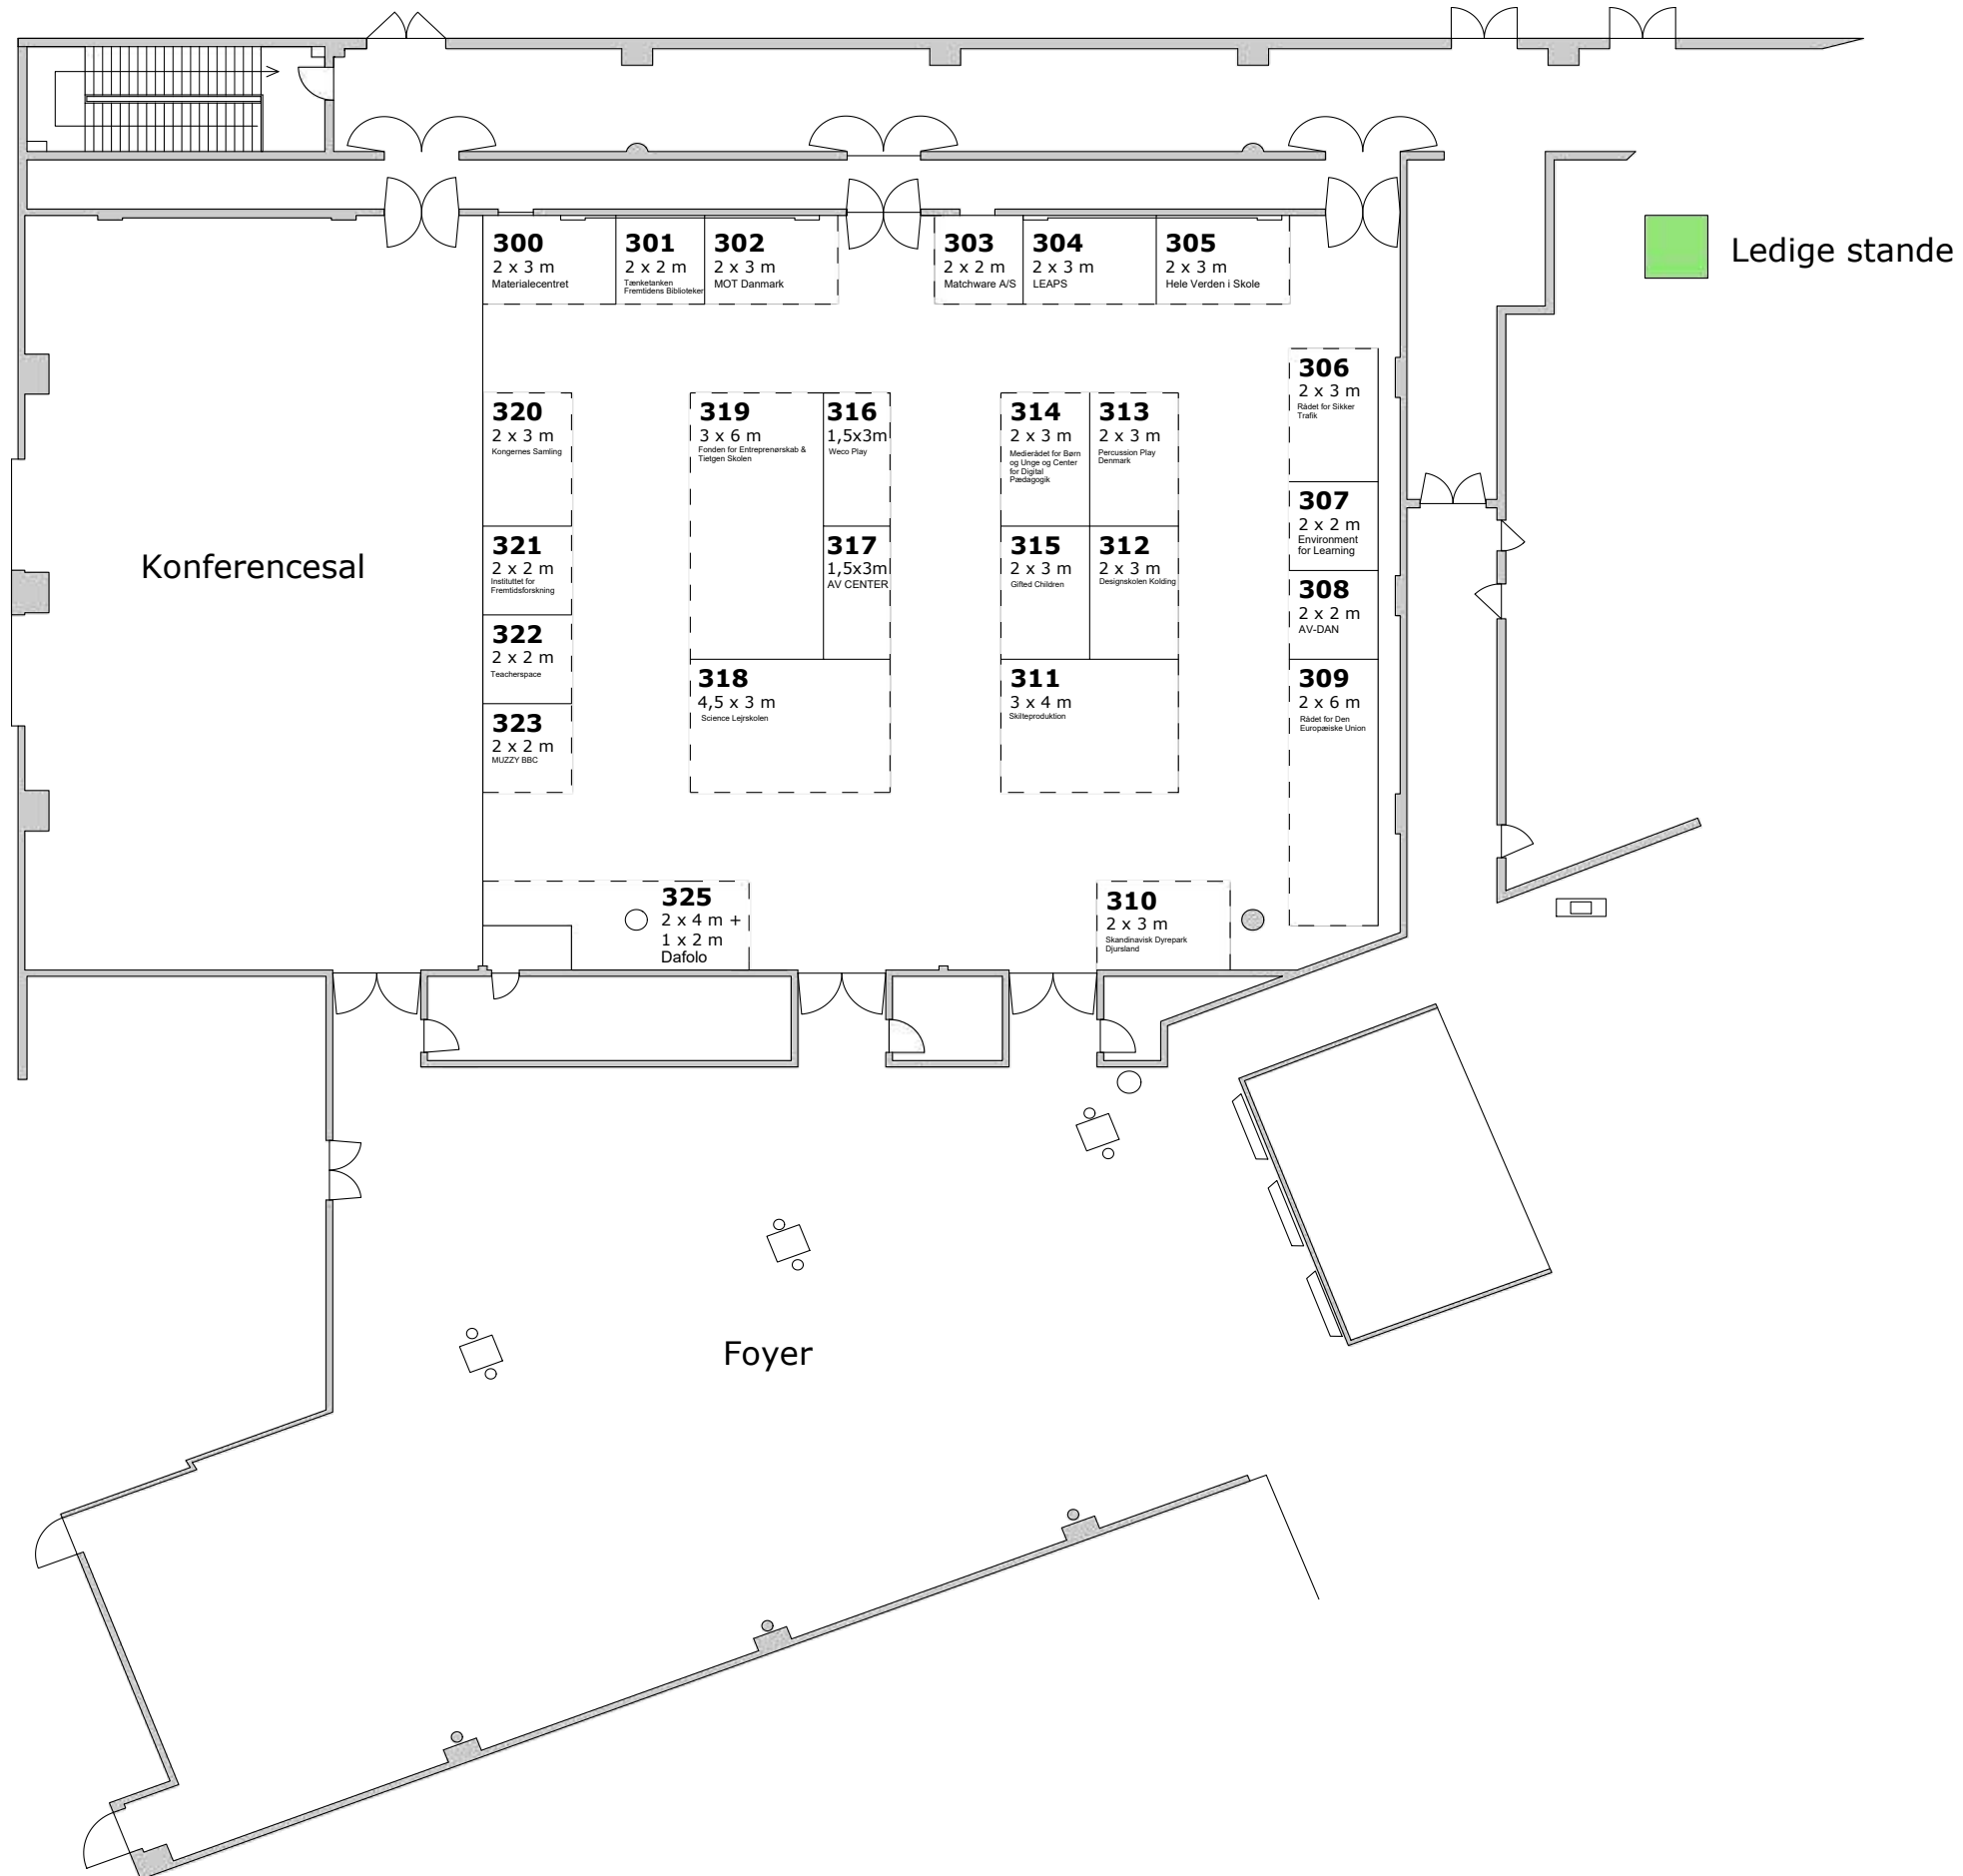 Ledige stande
300
2 x 3 m
Materialecentret
301
2 x 2 m
Tænketanken
Fremtidens Biblioteker
302
2 x 3 m
MOT Danmark
303
2 x 2 m
Matchware A/S
304
2 x 3 m
LEAPS
305
2 x 3 m
Hele Verden i Skole
306
2 x 3 m
Rådet for Sikker
Trafik
307
2 x 2 m
Environment
for Learning
308
2 x 2 m
AV-DAN
309
2 x 6 m
Rådet for Den
Europæiske Union
320
2 x 3 m
Kongernes Samling
321
2 x 2 m
Instituttet for
Fremtidsforskning
322
2 x 2 m
Teacherspace
323
2 x 2 m
MUZZY BBC
319
3 x 6 m
Fonden for Entreprenørskab &
Tietgen Skolen
316
1,5x3m
Weco Play
317
1,5x3m
AV CENTER
318
4,5 x 3 m
Science Lejrskolen
314
2 x 3 m
Medierådet for Børn
og Unge og Center
for Digital
Pædagogik
313
2 x 3 m
Percussion Play
Denmark
315
2 x 3 m
Gifted Children
312
2 x 3 m
Designskolen Kolding
311
3 x 4 m
Skilteproduktion
Konferencesal
325
2 x 4 m +
1 x 2 m
Dafolo
310
2 x 3 m
Skandinavisk Dyrepark
Djursland
Foyer